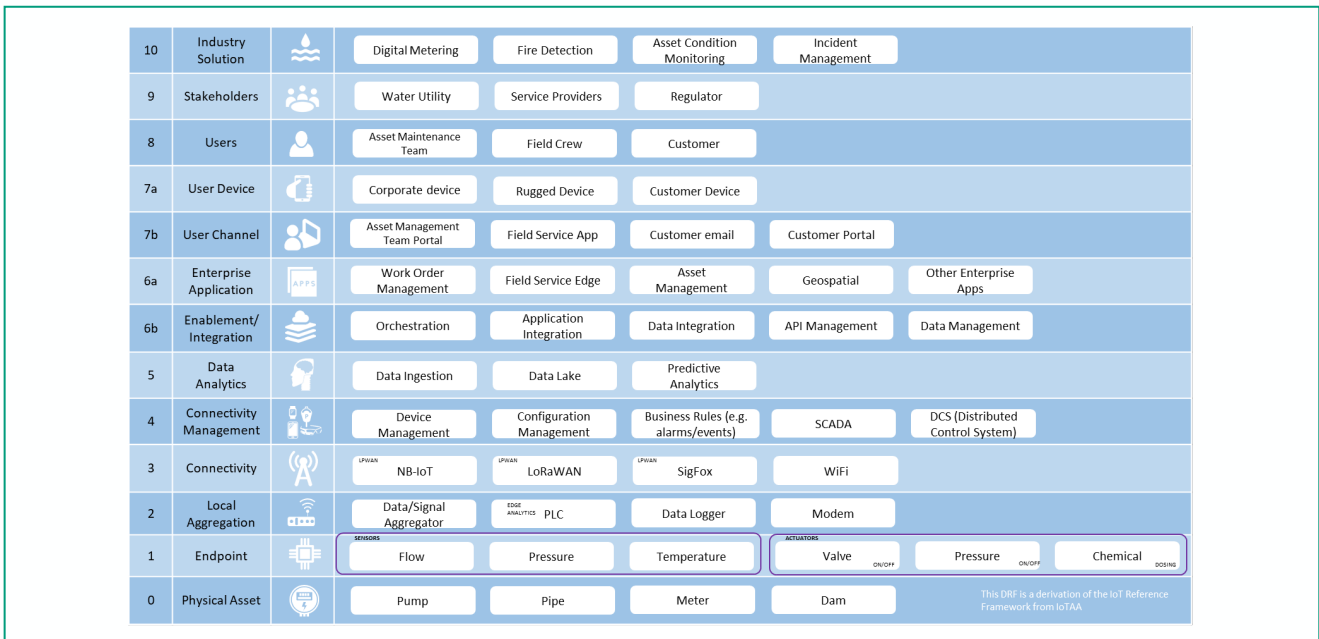 10
Industry
Solution
Digital Metering
Fire Detection
Asset Condition
Monitoring
Incident
Management
9
Stakeholders
Water Utility
Service Providers
Regulator
8
Users
Asset Maintenance
Team
Field Crew
Customer
7a
User Device
Corporate device
Rugged Device
Customer Device
7b
User Channel
Asset Management
Team Portal
Field Service App
Customer email
Customer Portal
6a
Enterprise
Application
APPS
Work Order
Management
Field Service Edge
Asset
Management
Geospatial
Other Enterprise
Apps
6b
Enablement/
Integration
Orchestration
Application
Integration
Data Integration
API Management
Data Management
5
Data
Analytics
Data Ingestion
Data Lake
Predictive
Analytics
4
Connectivity
Management
Device
Management
Configuration
Management
Business Rules (e.g.
alarms/events)
SCADA
DCS (Distributed
Control System)
3
Connectivity
LPWAN
NB-IoT
LPWAN
LoRaWAN
LPWAN
SigFox
WiFi
2
Local
Aggregation
Data/Signal
Aggregator
EDGE
ANALYTICS
PLC
Data Logger
Modem
1
Endpoint
SENSORS
Flow
Pressure
Temperature
ACTUATORS
Valve
ON/OFF
Pressure
ON/OFF
Chemical
DOSING
0
Physical Asset
Pump
Pipe
Meter
Dam
This DRF is a derivation of the IoT Reference
Framework from IoTAA